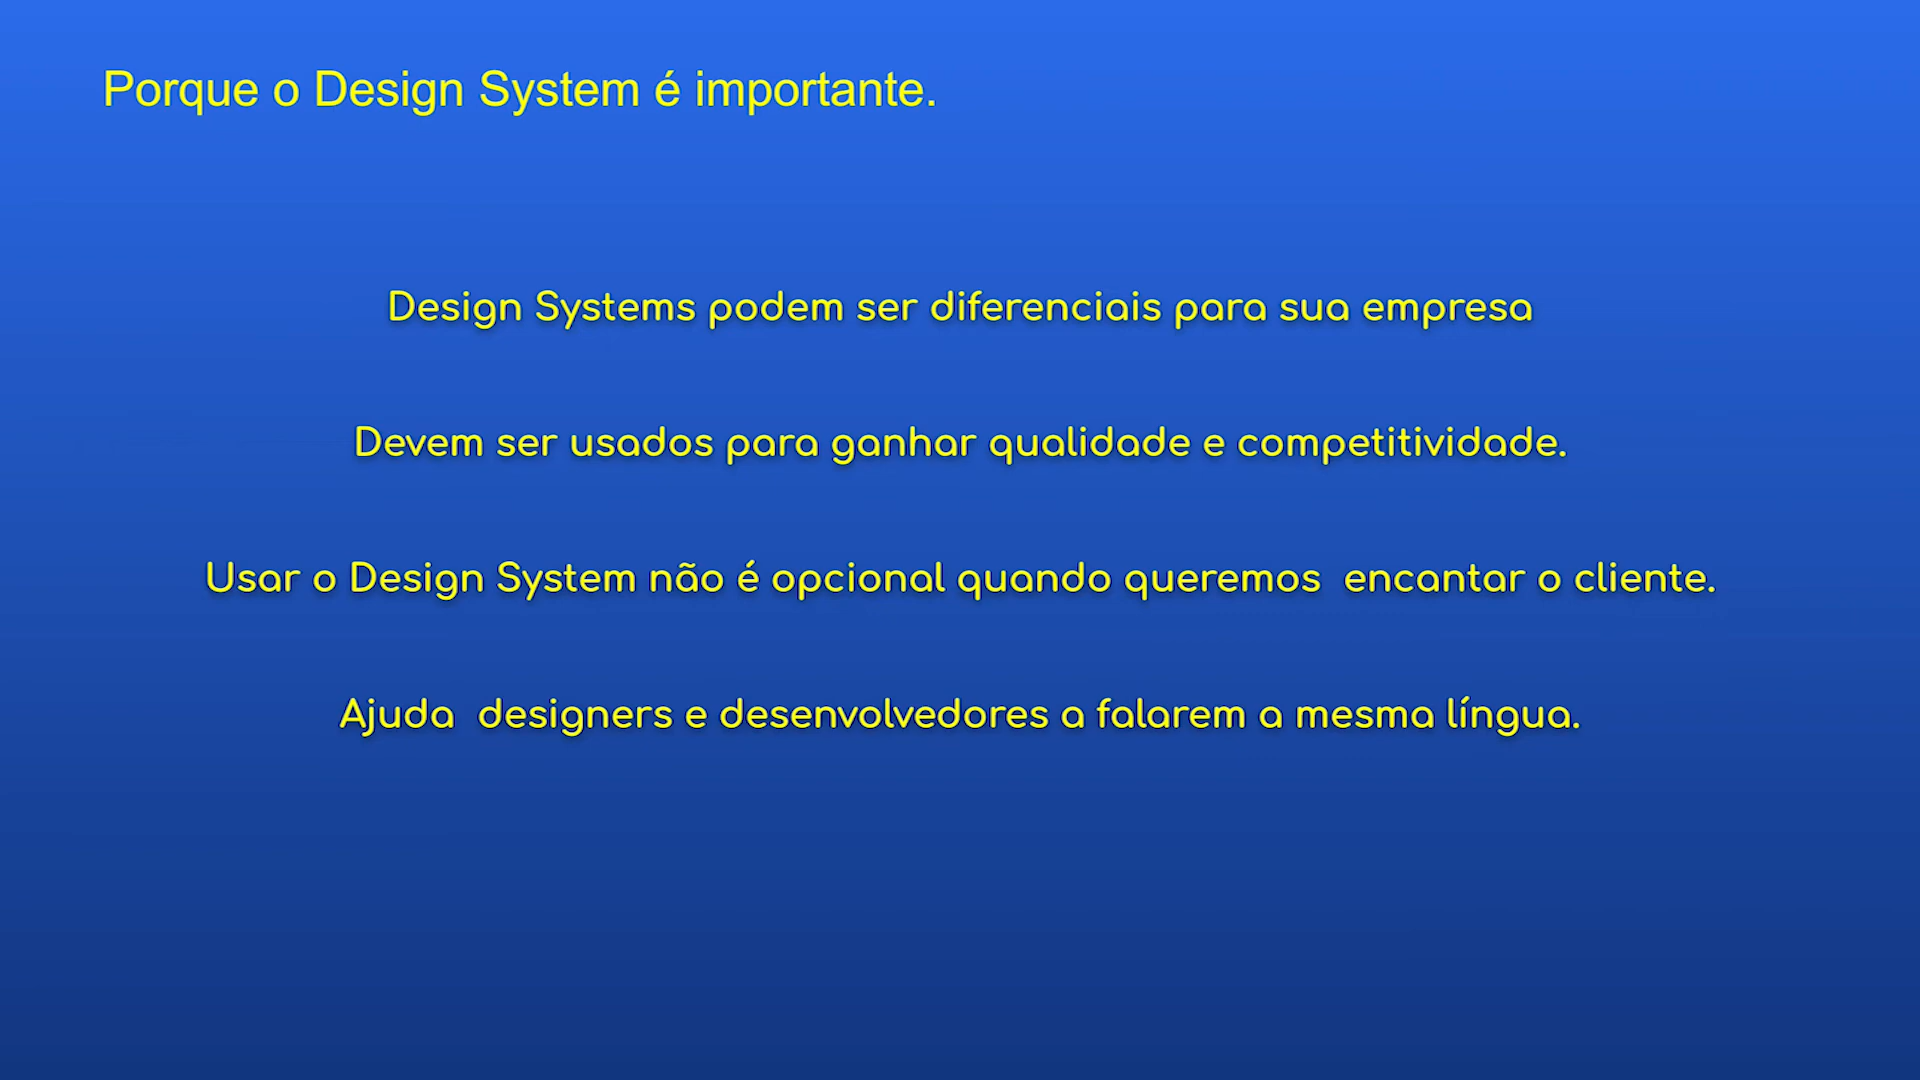 Porque o Design System é importante.
Design Systems podem ser diferenciais para sua empresa
Devem ser usados para ganhar qualidade e competitividade.
Usar o Design System não é opcional quando queremos  encantar o cliente.
Ajuda  designers e desenvolvedores a falarem a mesma língua.